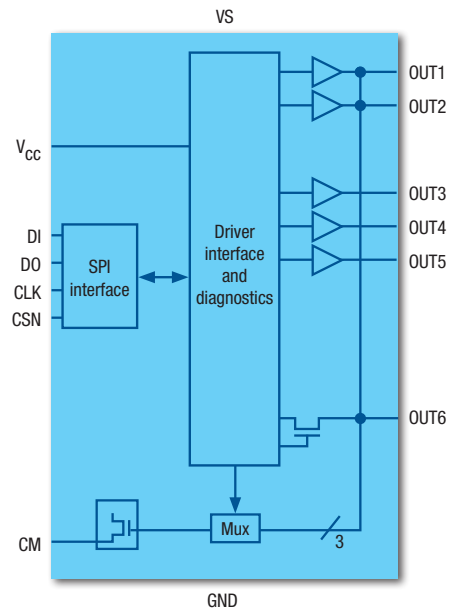 VS
OUT1
OUT2
VCC
OUT3
OUT4
OUT5
DI
DO
CLK
CSN
SPI
interface
Driver
interface
and
diagnostics
OUT6
Mux
3
CM
GND